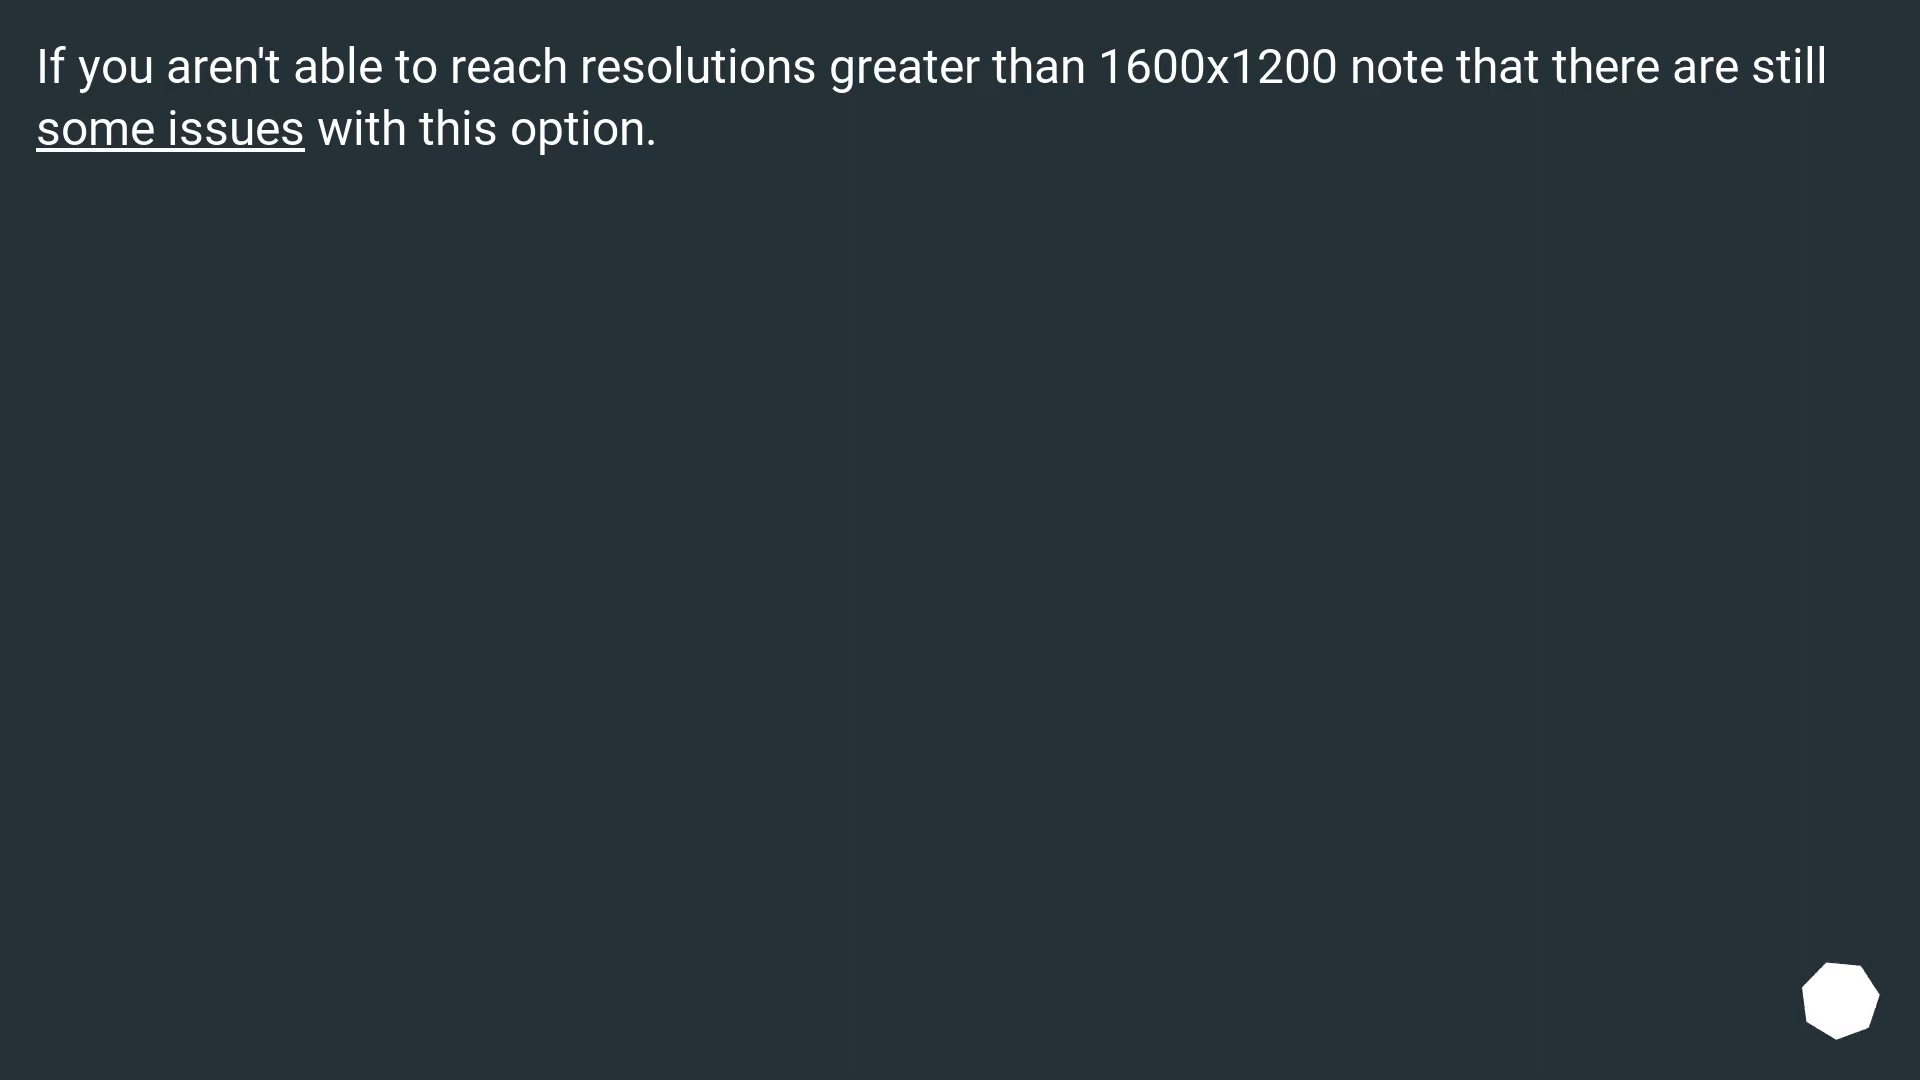 If you aren't able to reach resolutions greater than 1600x1200 note that there are still
some issues with this option.